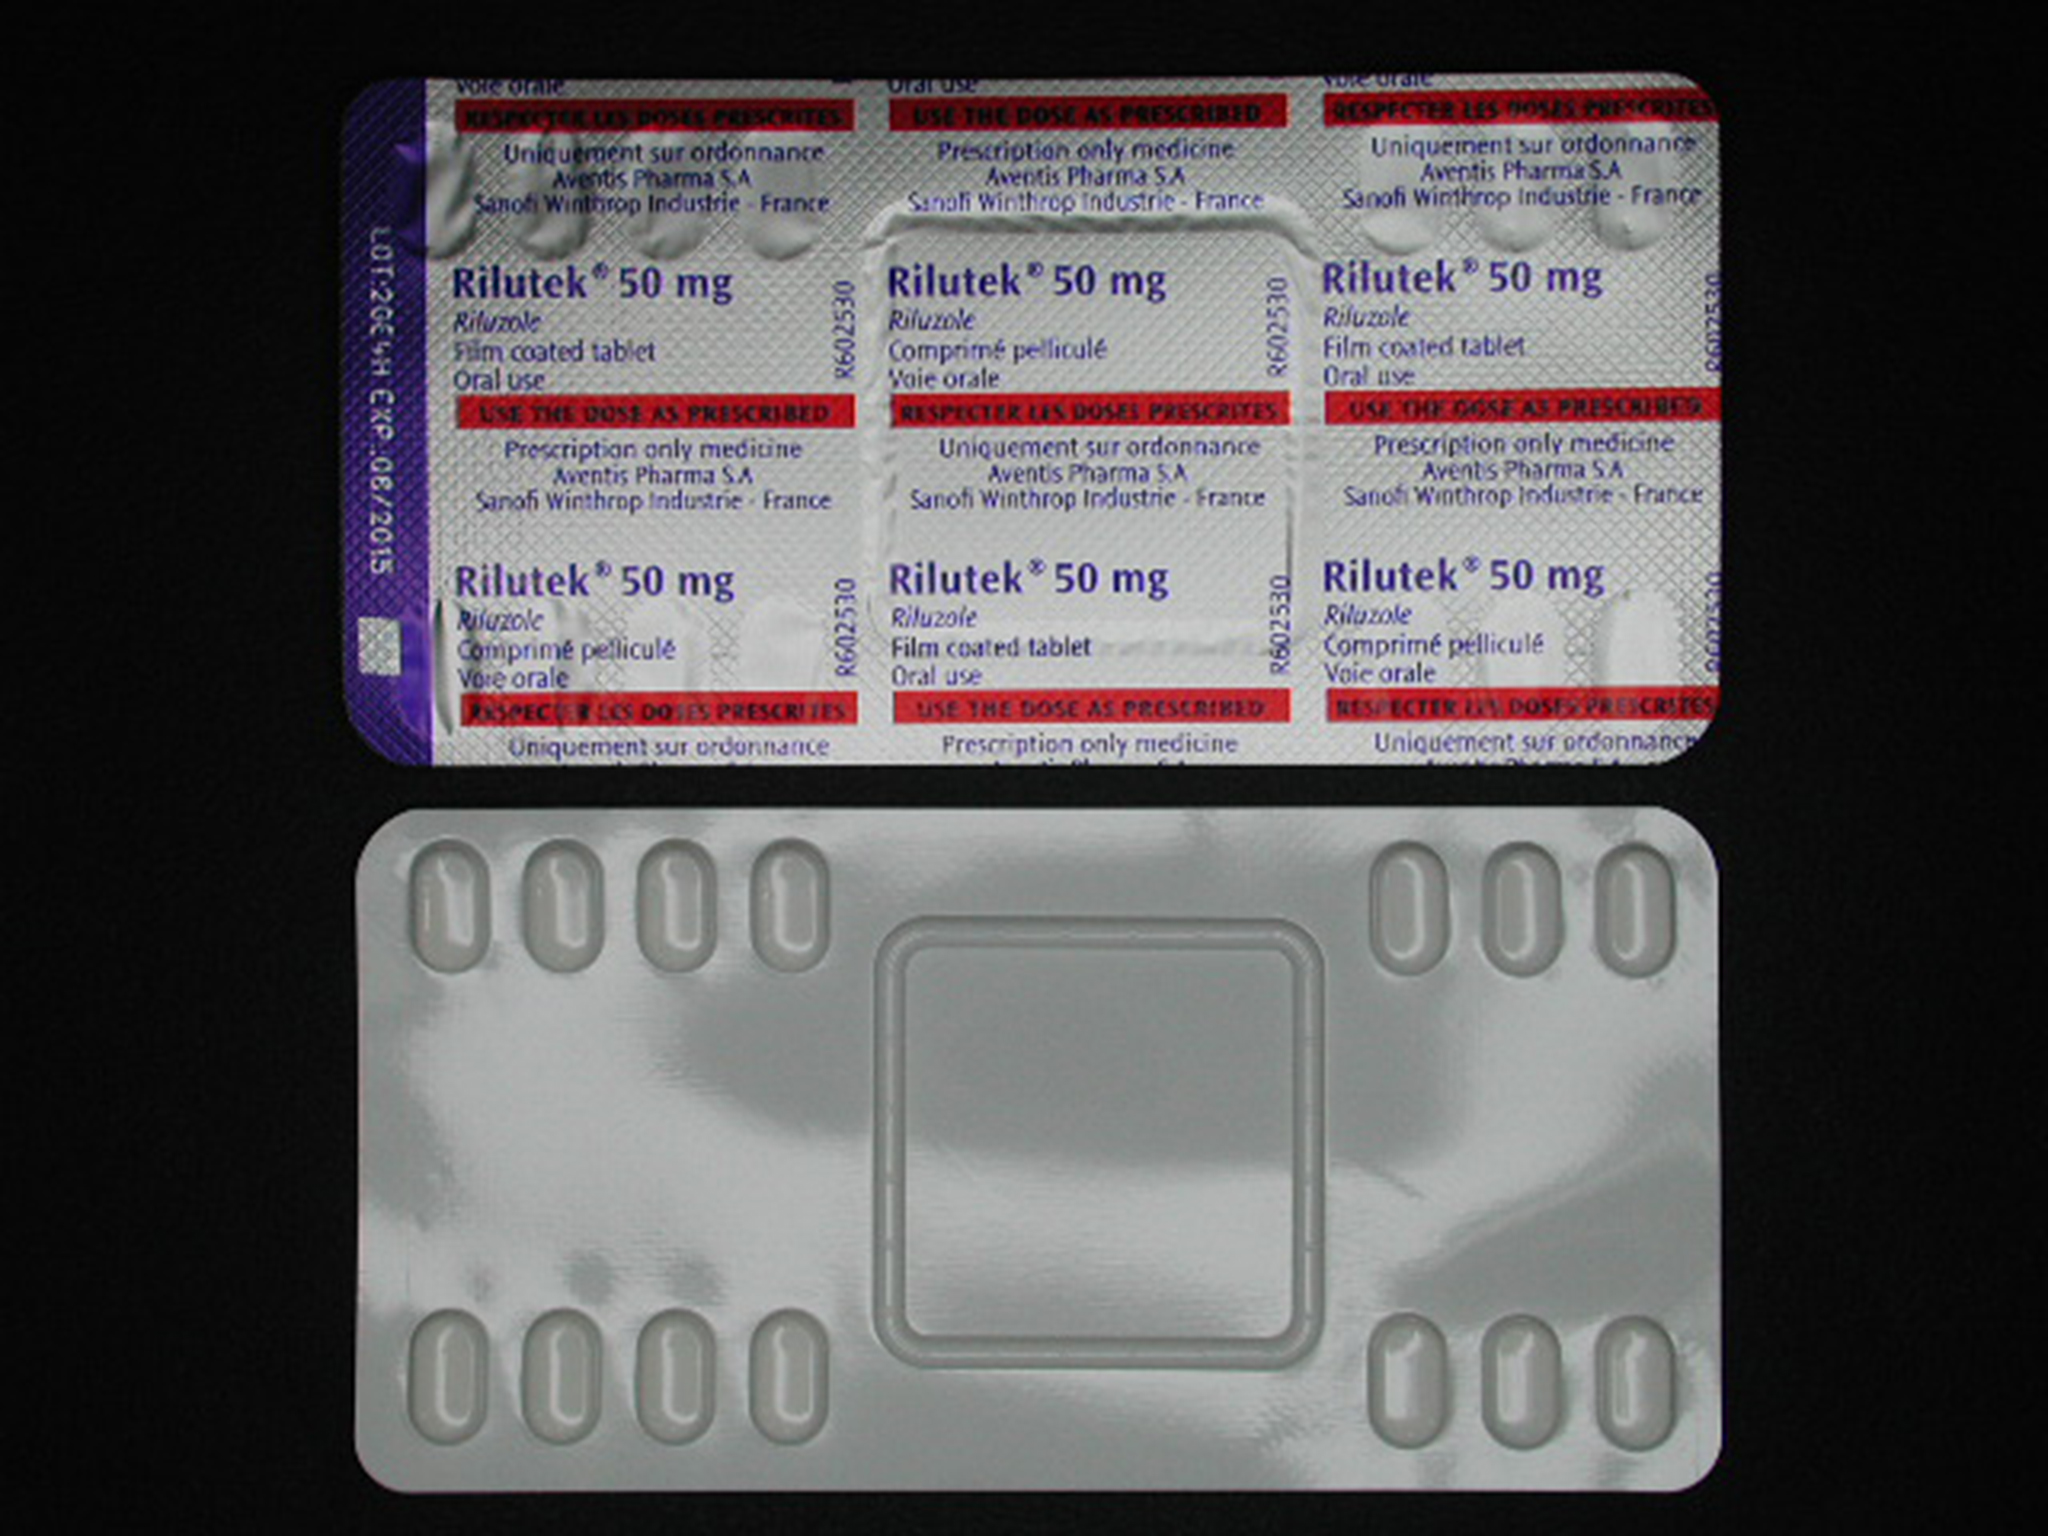 Voie orale
RESPECTER LES DOSES PRESCRITES
Uniquement sur ordonnance
Aventis Pharma S.A
Sanofi Winthrop Industrie - France
Oral use
USE THE DOSE AS PRESCRIBED
Prescription only medicine
Aventis Pharma S.A
Sanofi Winthrop Industrie - France
Voie orale
RESPECTER LES DOSES PRESCRITES
Uniquement sur ordonnance
Aventis Pharma S.A
Sanofi Winthrop Industrie - France
EXP.08/2015
Rilutek® 50 mg
Riluzole
Film coated tablet
Oral use
R602530
USE THE DOSE AS PRESCRIBED
Prescription only medicine
Aventis Pharma S.A
Sanofi Winthrop Industrie - France
Rilutek® 50 mg
Riluzole
Comprimé pelliculé
Voie orale
R602530
RESPECTER LES DOSES PRESCRITES
Uniquement sur ordonnance
Aventis Pharma S.A
Sanofi Winthrop Industrie - France
Rilutek® 50 mg
Riluzole
Film coated tablet
Oral use
R602530
USE THE DOSE AS PRESCRIBED
Prescription only medicine
Aventis Pharma S.A
Sanofi Winthrop Industrie - France
Rilutek® 50 mg
Riluzole
Comprimé pelliculé
Voie orale
R602530
RESPECTER LES DOSES PRESCRITES
Uniquement sur ordonnance
Rilutek® 50 mg
Riluzole
Film coated tablet
Oral use
R602530
USE THE DOSE AS PRESCRIBED
Prescription only medicine
Rilutek® 50 mg
Riluzole
Comprimé pelliculé
Voie orale
R602530
RESPECTER LES DOSES PRESCRITES
Uniquement sur ordonnance